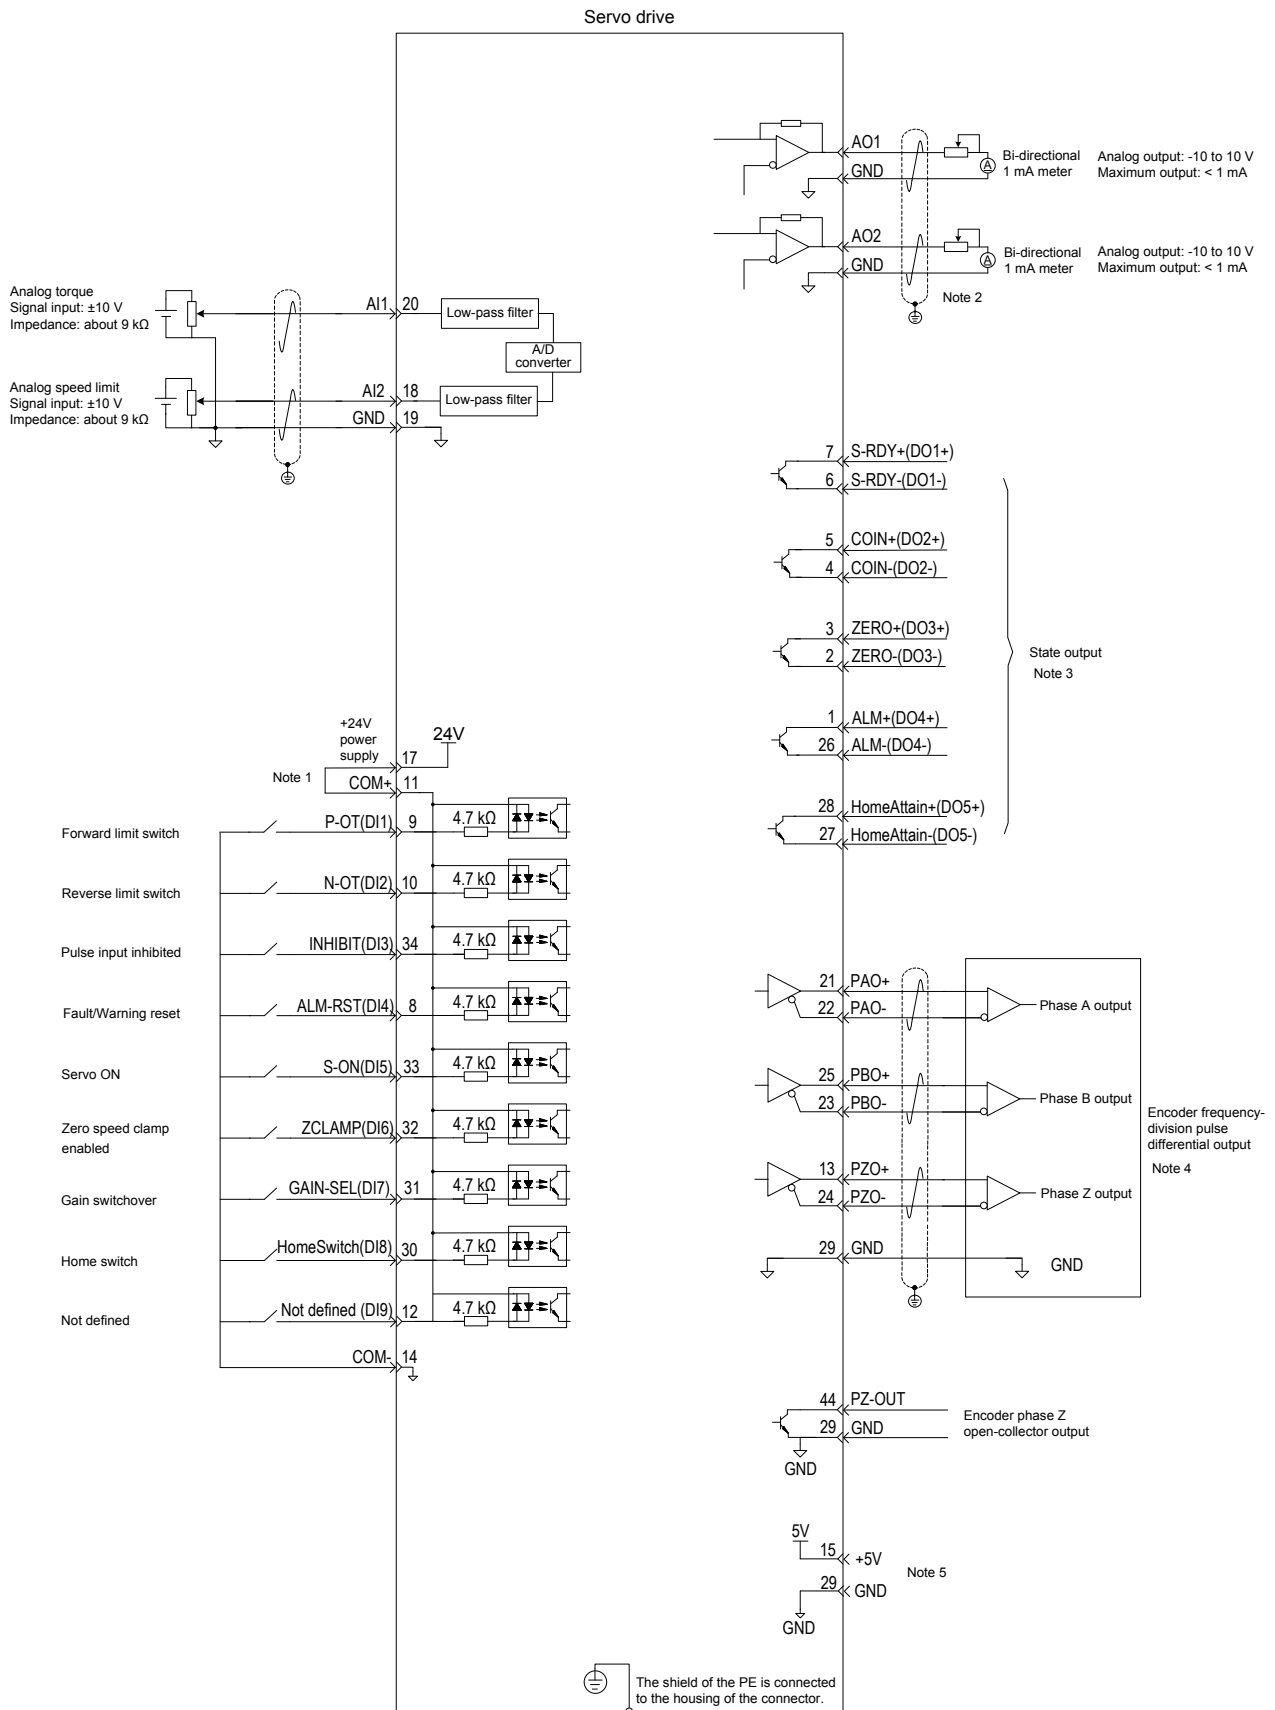 Servo drive
AO1
GND
Bi-directional
1 mA meter
Analog output: -10 to 10 V
Maximum output: < 1 mA
A
AO2
GND
Bi-directional
1 mA meter
Analog output: -10 to 10 V
Maximum output: < 1 mA
A
Note 2
Analog torque
Signal input: ±10 V
Impedance: about 9 kΩ
AI1 20
Low-pass filter
A/D
converter
Analog speed limit
Signal input: ±10 V
Impedance: about 9 kΩ
AI2 18
Low-pass filter
GND 19
7 S-RDY+(DO1+)
6 S-RDY-(DO1-)
5 COIN+(DO2+)
4 COIN-(DO2-)
3 ZERO+(DO3+)
2 ZERO-(DO3-)
State output
Note 3
1 ALM+(DO4+)
26 ALM-(DO4-)
28 HomeAttain+(DO5+)
27 HomeAttain-(DO5-)
+24V
power
supply
17
24V
Note 1
COM+ 11
Forward limit switch
P-OT(DI1) 9
4.7 kΩ
Reverse limit switch
N-OT(DI2) 10
4.7 kΩ
Pulse input inhibited
INHIBIT(DI3) 34
4.7 kΩ
Fault/Warning reset
ALM-RST(DI4) 8
4.7 kΩ
Servo ON
S-ON(DI5) 33
4.7 kΩ
Zero speed clamp
enabled
ZCLAMP(DI6) 32
4.7 kΩ
Gain switchover
GAIN-SEL(DI7) 31
4.7 kΩ
Home switch
HomeSwitch(DI8) 30
4.7 kΩ
Not defined
Not defined (DI9) 12
4.7 kΩ
COM- 14
21 PAO+
22 PAO-
Phase A output
25 PBO+
23 PBO-
Phase B output
13 PZO+
24 PZO-
Phase Z output
29 GND
GND
Encoder frequency-
division pulse
differential output
Note 4
44 PZ-OUT
29 GND
GND
Encoder phase Z
open-collector output
5V
15 +5V
Note 5
29 GND
GND
The shield of the PE is connected
to the housing of the connector.